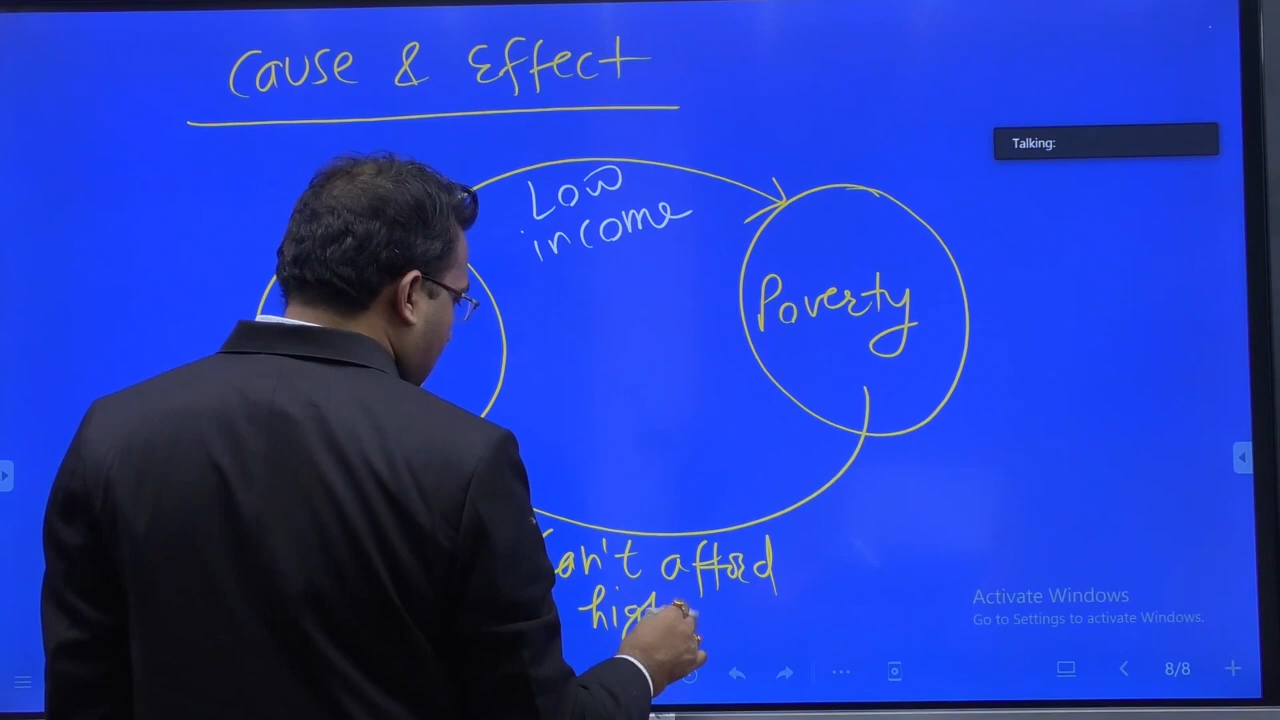 Cause & Effect
Talking:
Low
income
Poverty
Can't afford
Activate Windows
Go to Settings to activate Windows.
8/8